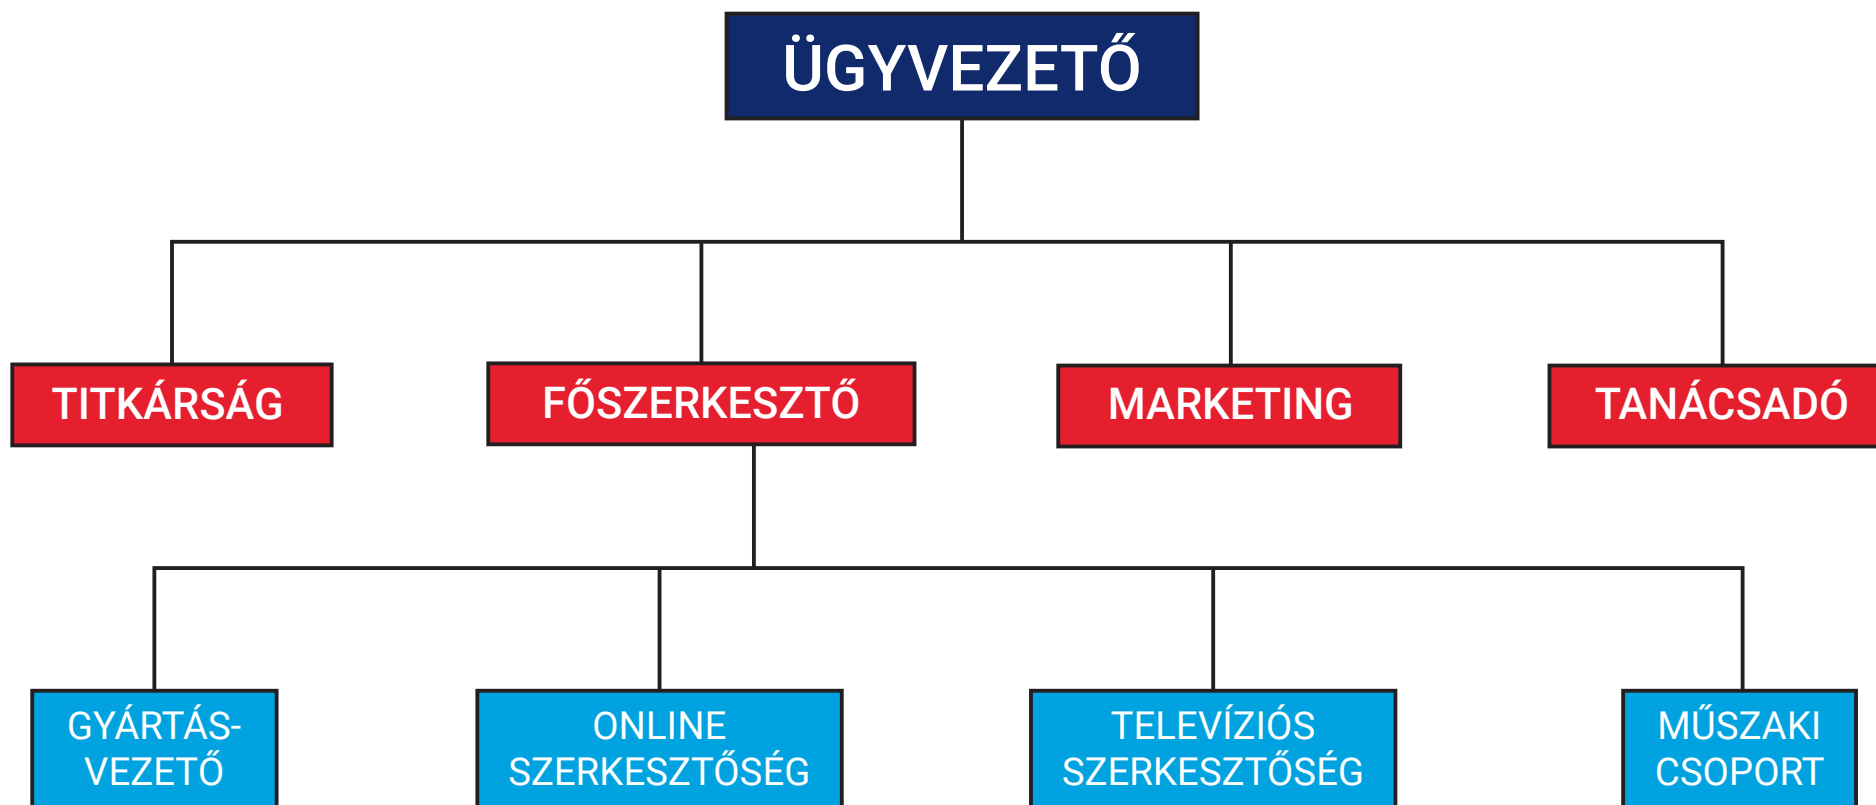 ÜGYVEZETŐ
TITKÁRSÁG
FŐSZERKESZTŐ
MARKETING
TANÁCSADÓ
GYÁRTÁS-
VEZETŐ
ONLINE
SZERKESZTŐSÉG
TELEVÍZIÓS
SZERKESZTŐSÉG
MŰSZAKI
CSOPORT